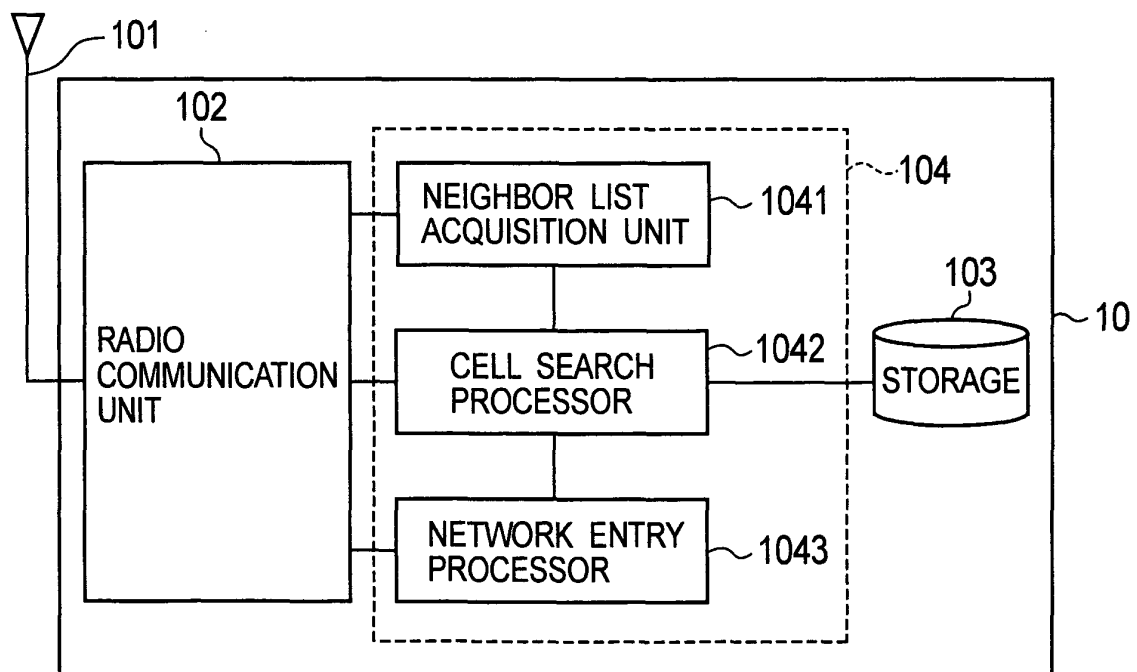 101
102
104
NEIGHBOR LIST
ACQUISITION UNIT
1041
103
10
RADIO
COMMUNICATION
UNIT
CELL SEARCH
PROCESSOR
1042
STORAGE
NETWORK ENTRY
PROCESSOR
1043